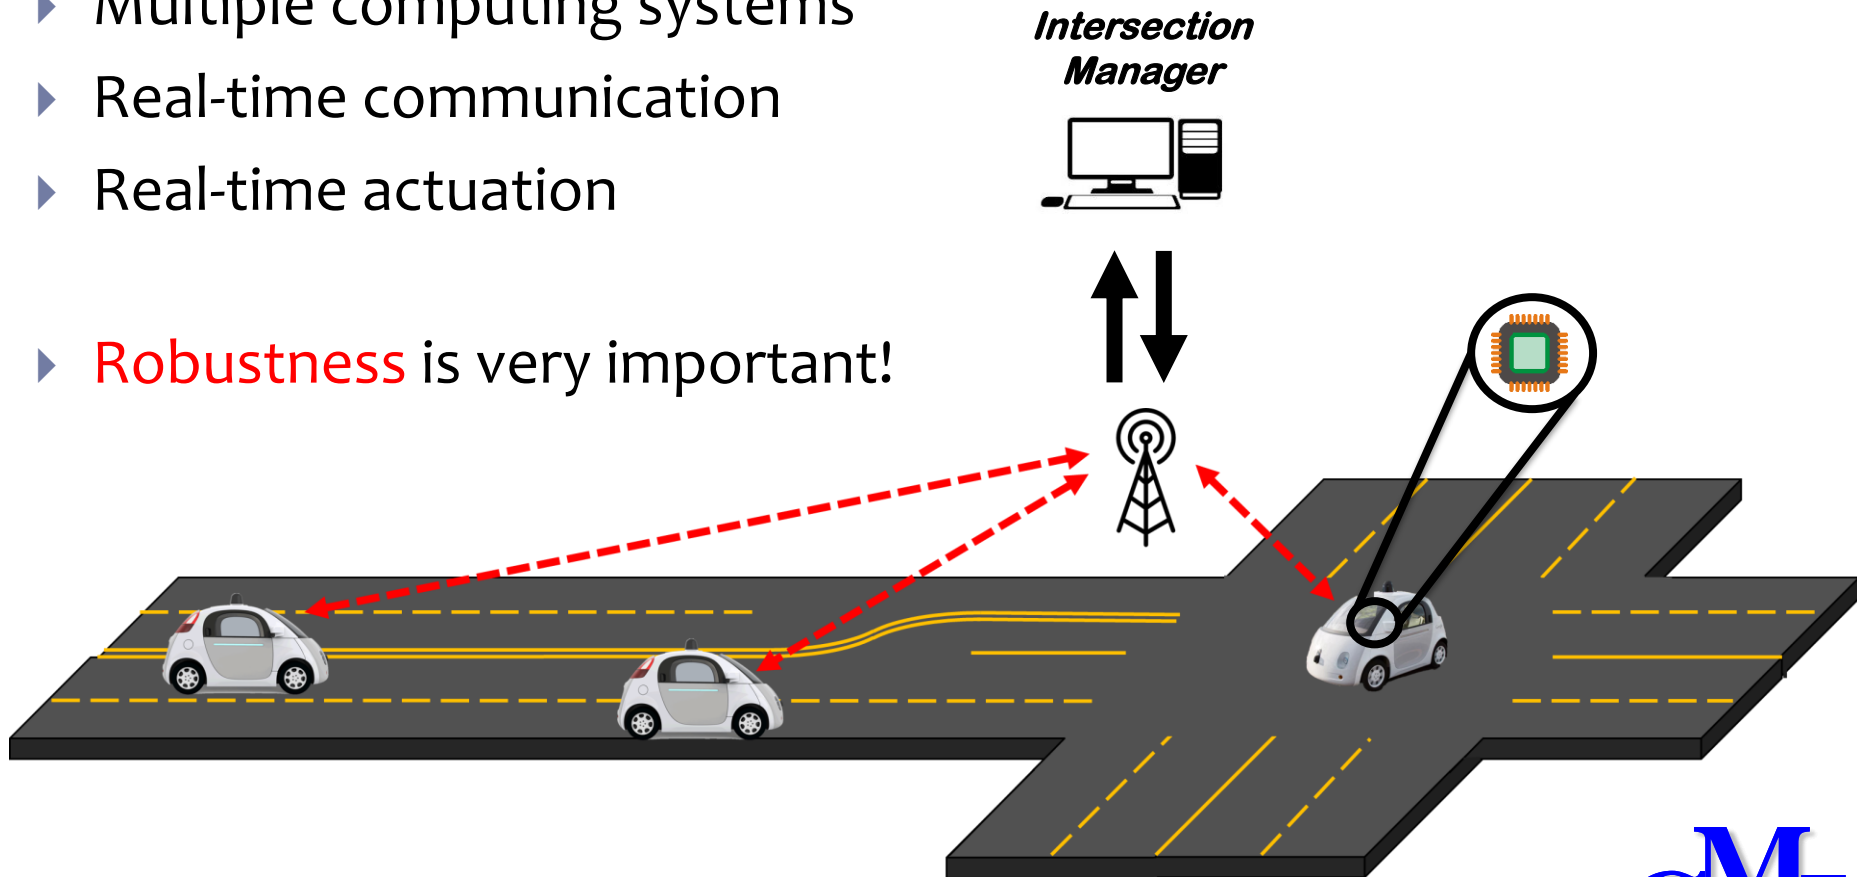 Multiple computing systems
Real-time communication
Real-time actuation
Robustness is very important!
Intersection
Manager